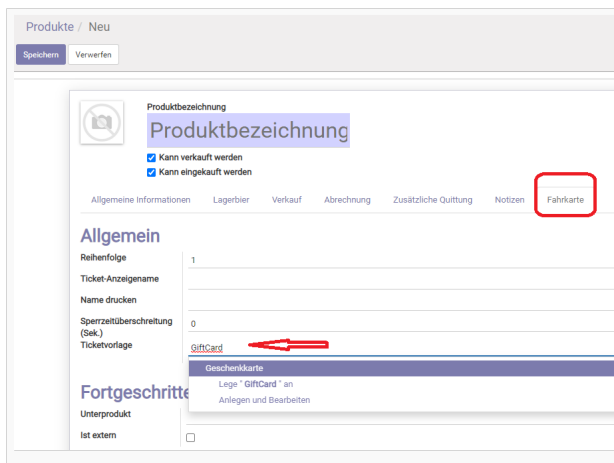 Produkte / Neu
Speichern Verwerfen
Produktbezeichnung
Produktbezeichnung
Kann verkauft werden
Kann eingekauft werden
Allgemeine Informationen Lagerbier Verkauf Abrechnung Zusätzliche Quittung Notizen Fahrkarte
Allgemein
Reihenfolge 1
Ticket-Anzeigename
Name drucken
Sperrzeitüberschreitung
(Sek.) 0
Ticketvorlage GiftCard
Geschenkkarte
Lege " GiftCard " an
Anlegen und Bearbeiten
Unterprodukt
Ist extern